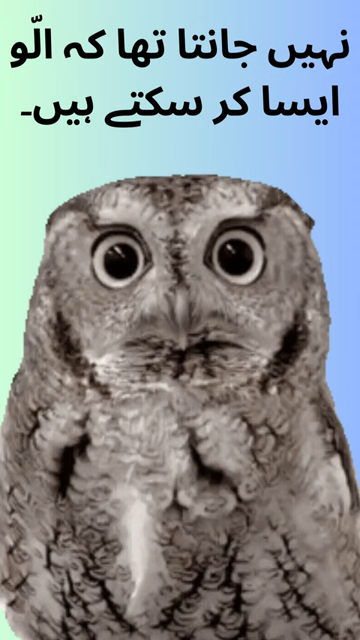 نہیں جانتا تھا کہ الّو
ایسا کر سکتے ہیں۔